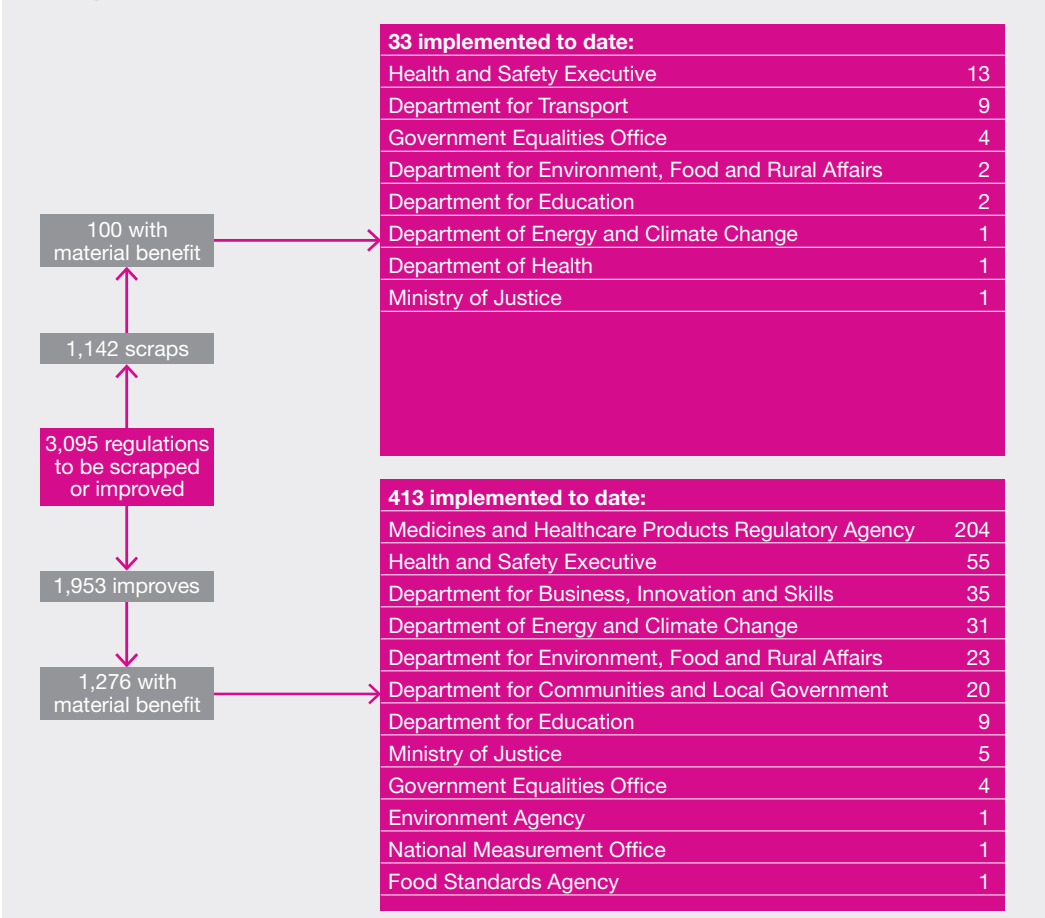 33 implemented to date:
Health and Safety Executive 13
Department for Transport 9
Government Equalities Office 4
Department for Environment, Food and Rural Affairs 2
Department for Education 2
Department of Energy and Climate Change 1
Department of Health 1
Ministry of Justice 1
100 with
material benefit
1,142 scraps
3,095 regulations
to be scrapped
or improved
1,953 improves
1,276 with
material benefit
413 implemented to date:
Medicines and Healthcare Products Regulatory Agency 204
Health and Safety Executive 55
Department for Business, Innovation and Skills 35
Department of Energy and Climate Change 31
Department for Environment, Food and Rural Affairs 23
Department for Communities and Local Government 20
Department for Education 9
Ministry of Justice 5
Government Equalities Office 4
Environment Agency 1
National Measurement Office 1
Food Standards Agency 1